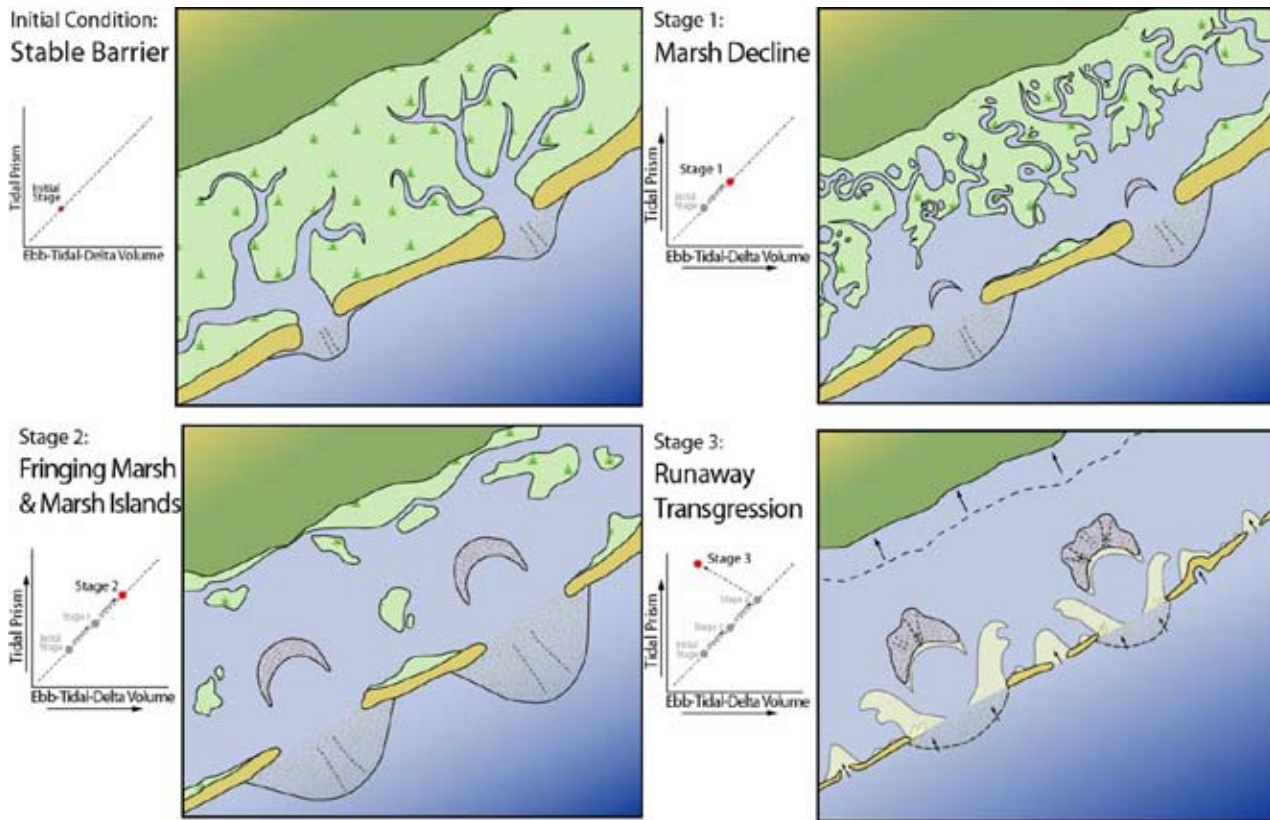 Initial Condition:
Stable Barrier
Tidal Prism
Initial
Stage
Ebb-Tidal-Delta Volume
Stage 1:
Marsh Decline
Tidal Prism
Stage 1
Initial
Stage
Ebb-Tidal-Delta Volume
Stage 2:
Fringing Marsh
& Marsh Islands
Tidal Prism
Stage 2
Stage 1
Initial
Stage
Ebb-Tidal-Delta Volume
Stage 3:
Runaway
Transgression
Tidal Prism
Stage 3
Stage 2
Stage 1
Initial
Stage
Ebb-Tidal-Delta Volume